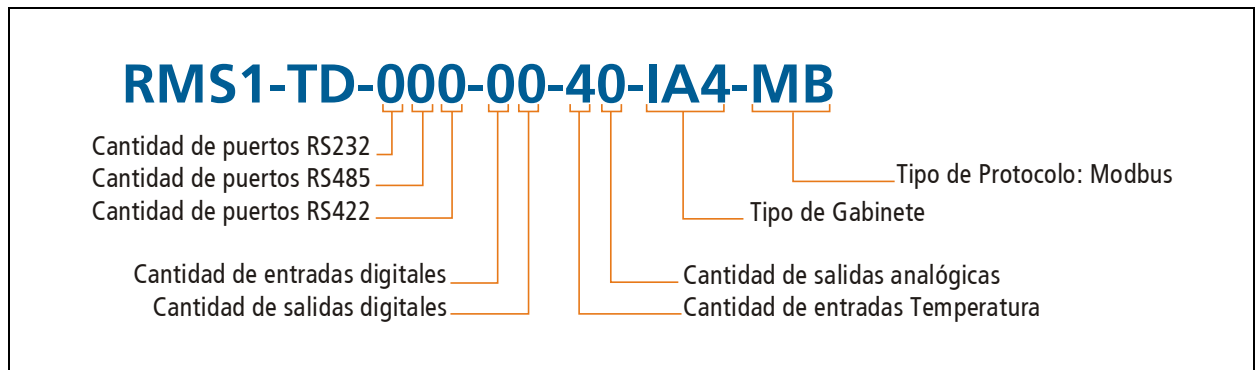 RMS1-TD-000-00-40-IA4-MB
Cantidad de puertos RS232
Cantidad de puertos RS485
Cantidad de puertos RS422
Tipo de Protocolo: Modbus
Tipo de Gabinete
Cantidad de entradas digitales
Cantidad de salidas digitales
Cantidad de salidas analógicas
Cantidad de entradas Temperatura